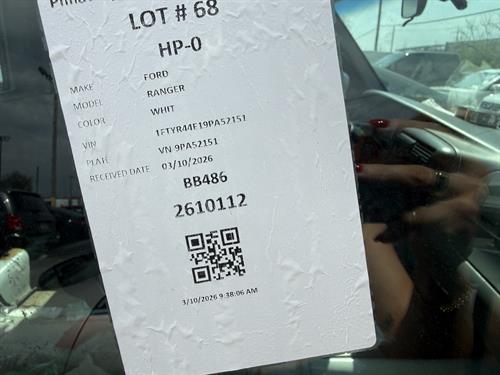 LOT # 68
HP-0
MAKE FORD
MODEL RANGER
COLOR WHIT
VIN 1FTYR44E19PA52151
PLATE VN 9PA52151
RECEIVED DATE 03/10/2026
BB486
2610112
3/10/2026 9:38:06 AM